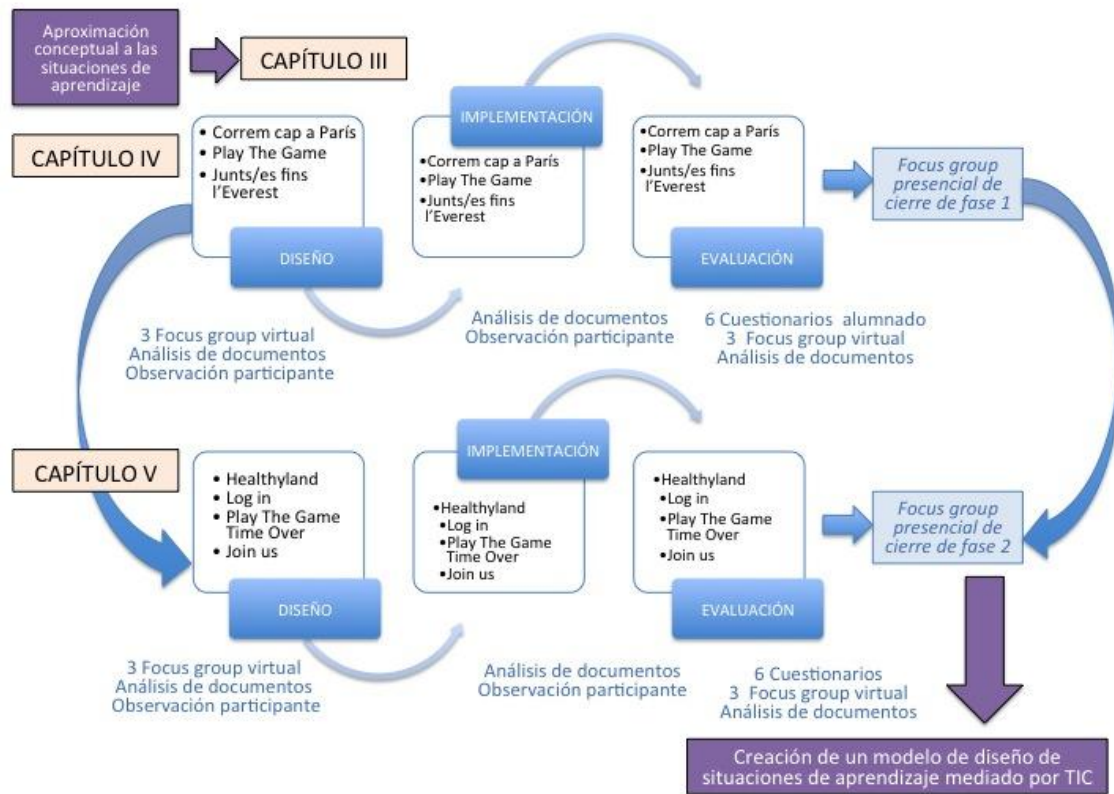 Aproximación
conceptual a las
situaciones de
aprendizaje
CAPÍTULO III
CAPÍTULO IV
• Correm cap a París
• Play The Game
• Junts/es fins
l’Everest
DISEÑO
IMPLEMENTACIÓN
•Correm cap a París
•Play The Game
•Junts/es fins
l’Everest
•Correm cap a París
•Play The Game
•Junts/es fins
l’Everest
EVALUACIÓN
Focus group
presencial de
cierre de fase 1
3 Focus group virtual
Análisis de documentos
Observación participante
Análisis de documentos
Observación participante
6 Cuestionarios alumnado
3 Focus group virtual
Análisis de documentos
CAPÍTULO V
• Healthyland
• Log in
• Play The Game
Time Over
• Join us
DISEÑO
IMPLEMENTACIÓN
•Healthyland
•Log in
•Play The Game
Time Over
•Join us
•Healthyland
•Log in
•Play The Game
Time Over
•Join us
EVALUACIÓN
Focus group
presencial de
cierre de fase 2
3 Focus group virtual
Análisis de documentos
Observación participante
Análisis de documentos
Observación participante
6 Cuestionarios
3 Focus group virtual
Análisis de documentos
Creación de un modelo de diseño de
situaciones de aprendizaje mediado por TIC